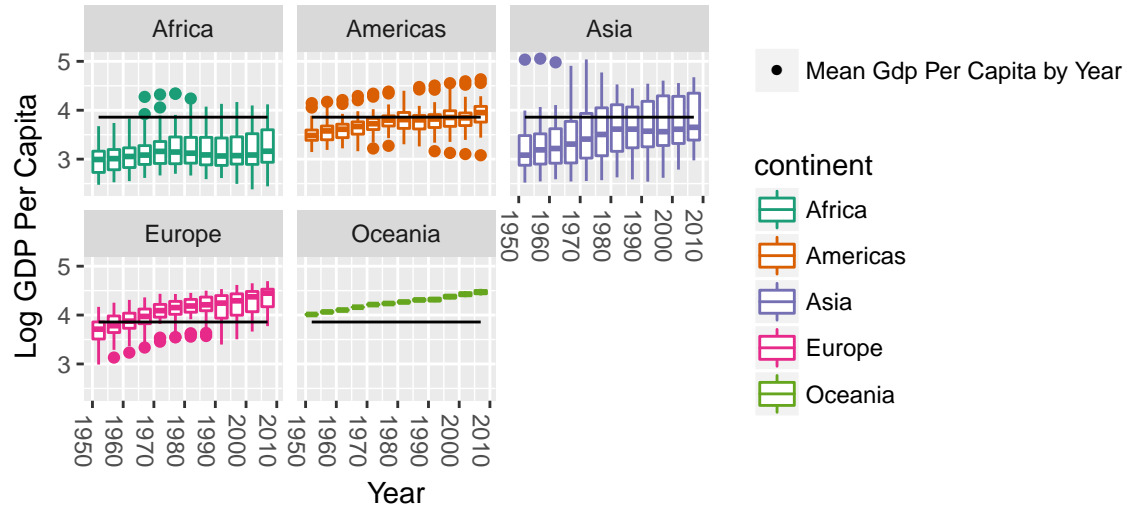 Africa
Americas
Asia
5
4
3
Europe
Oceania
5
4
3
1950
1960
1970
1980
1990
2000
2010
1950
1960
1970
1980
1990
2000
2010
1950
1960
1970
1980
1990
2000
2010
Log GDP Per Capita
Year
Mean Gdp Per Capita by Year
continent
Africa
Americas
Asia
Europe
Oceania